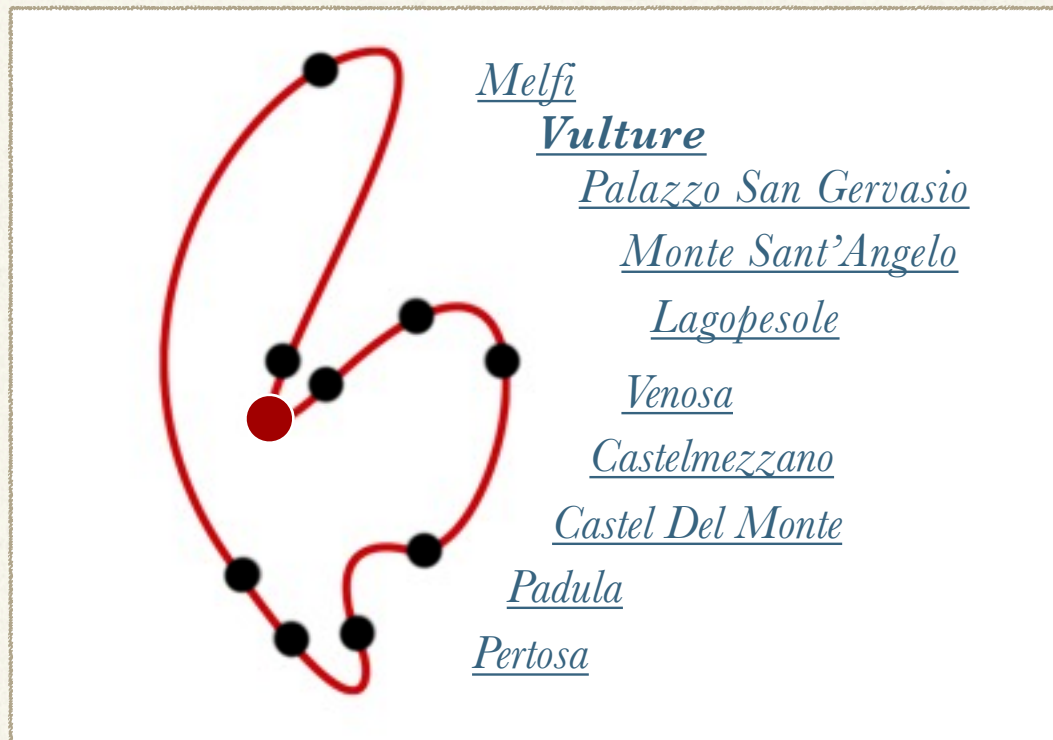 Melfi
Vulture
Palazzo San Gervasio
Monte Sant’Angelo
Lagopesole
Venosa
Castelmezzano
Castel Del Monte
Padula
Pertosa